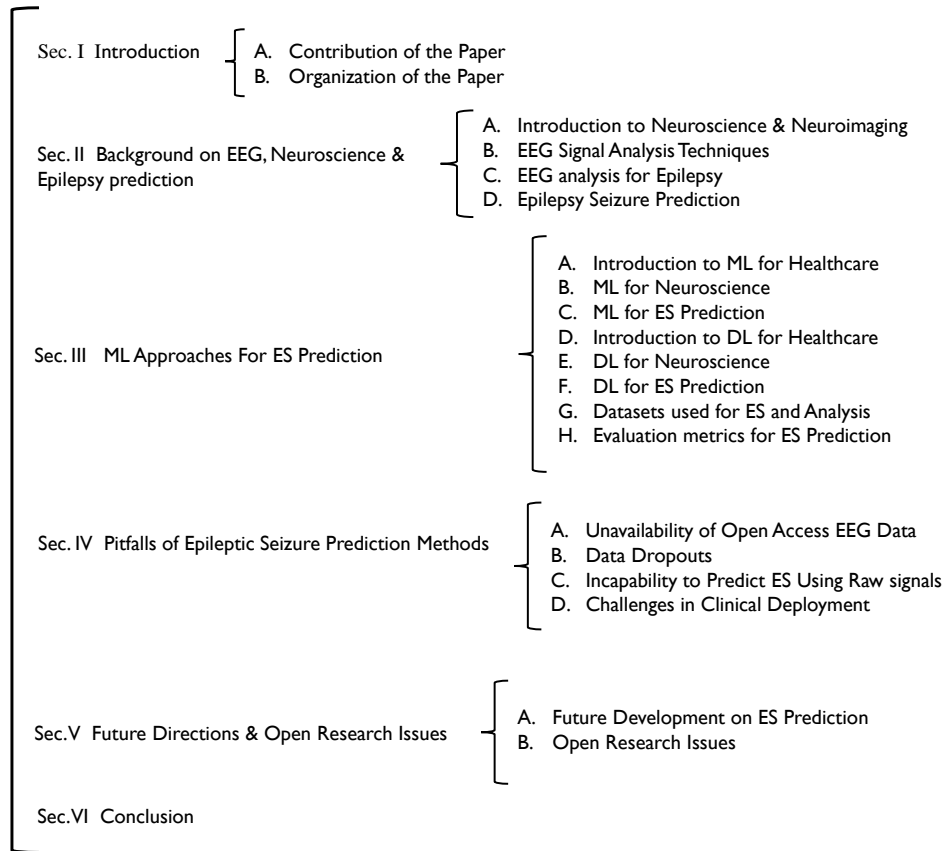 Sec. I Introduction
A. Contribution of the Paper
B. Organization of the Paper
Sec. II Background on EEG, Neuroscience &
Epilepsy prediction
A. Introduction to Neuroscience & Neuroimaging
B. EEG Signal Analysis Techniques
C. EEG analysis for Epilepsy
D. Epilepsy Seizure Prediction
Sec. III ML Approaches For ES Prediction
A. Introduction to ML for Healthcare
B. ML for Neuroscience
C. ML for ES Prediction
D. Introduction to DL for Healthcare
E. DL for Neuroscience
F. DL for ES Prediction
G. Datasets used for ES and Analysis
H. Evaluation metrics for ES Prediction
Sec. IV Pitfalls of Epileptic Seizure Prediction Methods
A. Unavailability of Open Access EEG Data
B. Data Dropouts
C. Incapability to Predict ES Using Raw signals
D. Challenges in Clinical Deployment
Sec. V Future Directions & Open Research Issues
A. Future Development on ES Prediction
B. Open Research Issues
Sec. VI Conclusion